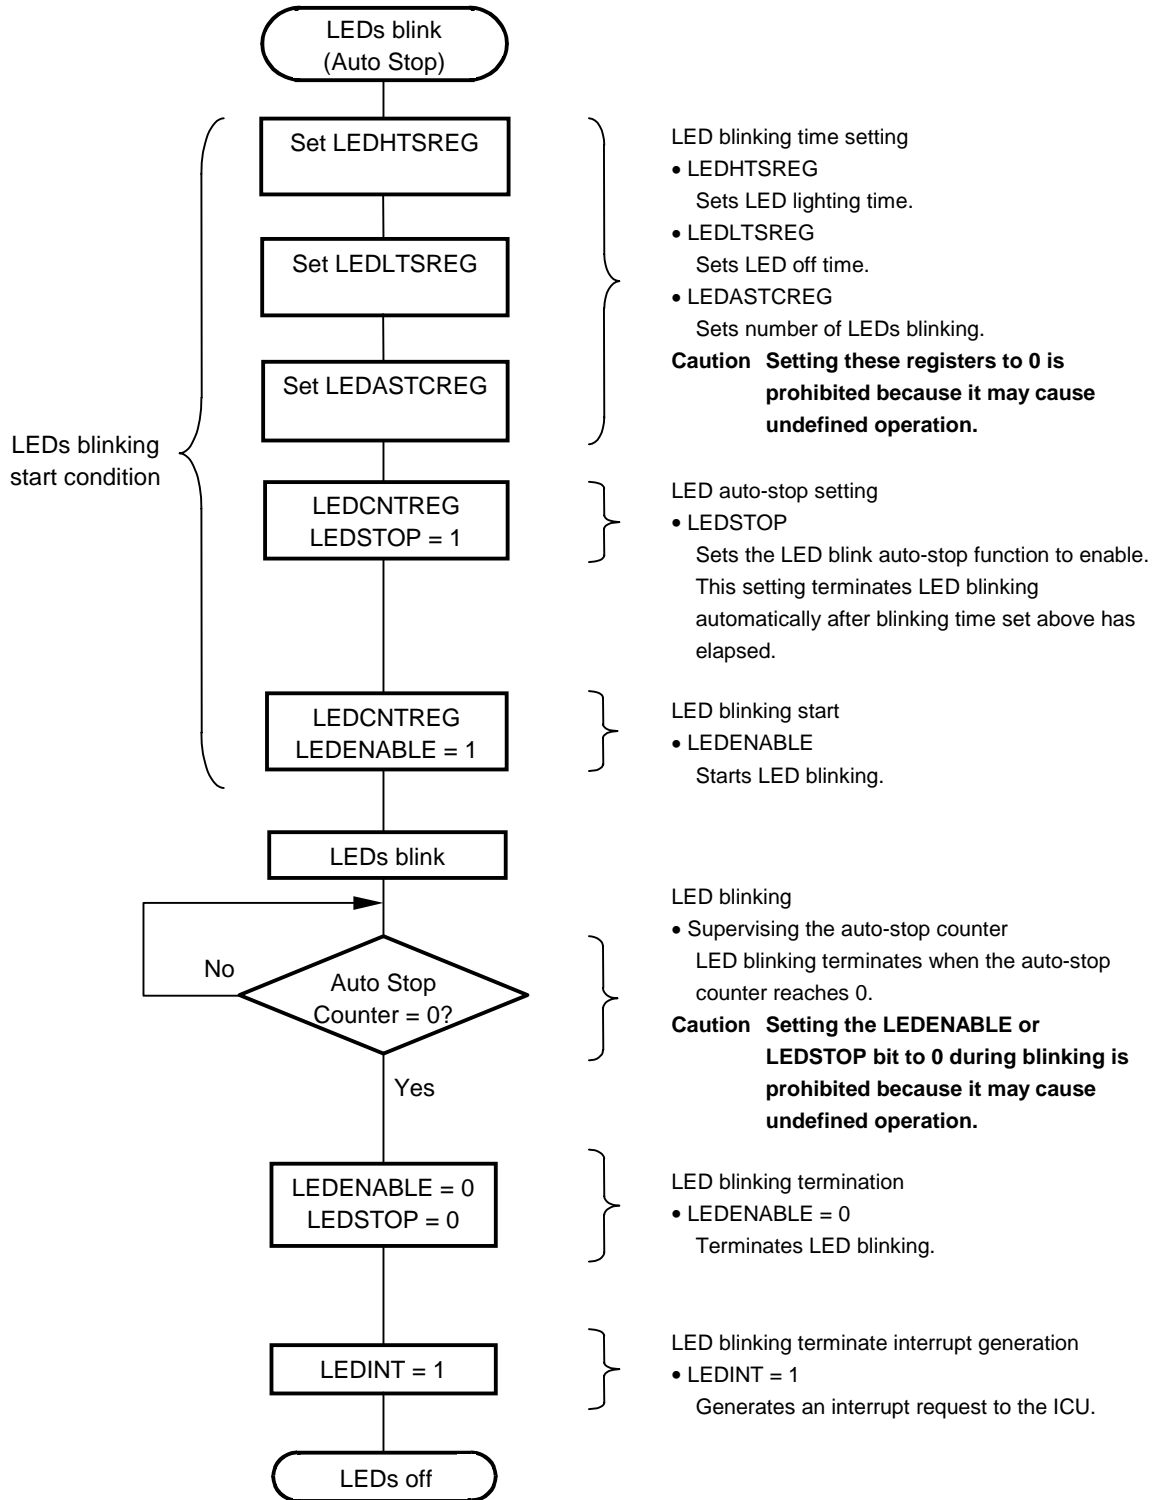 LEDs blink
(Auto Stop)
Set LEDHTSREG
LED blinking time setting
• LEDHTSREG
Sets LED lighting time.
• LEDLTSREG
Set LEDLTSREG
Sets LED off time.
• LEDASTCREG
Sets number of LEDs blinking.
Set LEDASTCREG
Caution Setting these registers to 0 is
prohibited because it may cause
undefined operation.
LEDs blinking
start condition
LEDCNTREG
LEDSTOP = 1
LED auto-stop setting
• LEDSTOP
Sets the LED blink auto-stop function to enable.
This setting terminates LED blinking
automatically after blinking time set above has
elapsed.
LEDCNTREG
LEDENABLE = 1
LED blinking start
• LEDENABLE
Starts LED blinking.
LEDs blink
LED blinking
• Supervising the auto-stop counter
LED blinking terminates when the auto-stop
counter reaches 0.
No
Auto Stop
Counter = 0?
Caution Setting the LEDENABLE or
LEDSTOP bit to 0 during blinking is
prohibited because it may cause
undefined operation.
Yes
LEDENABLE = 0
LEDSTOP = 0
LED blinking termination
• LEDENABLE = 0
Terminates LED blinking.
LEDINT = 1
LED blinking terminate interrupt generation
• LEDINT = 1
Generates an interrupt request to the ICU.
LEDs off